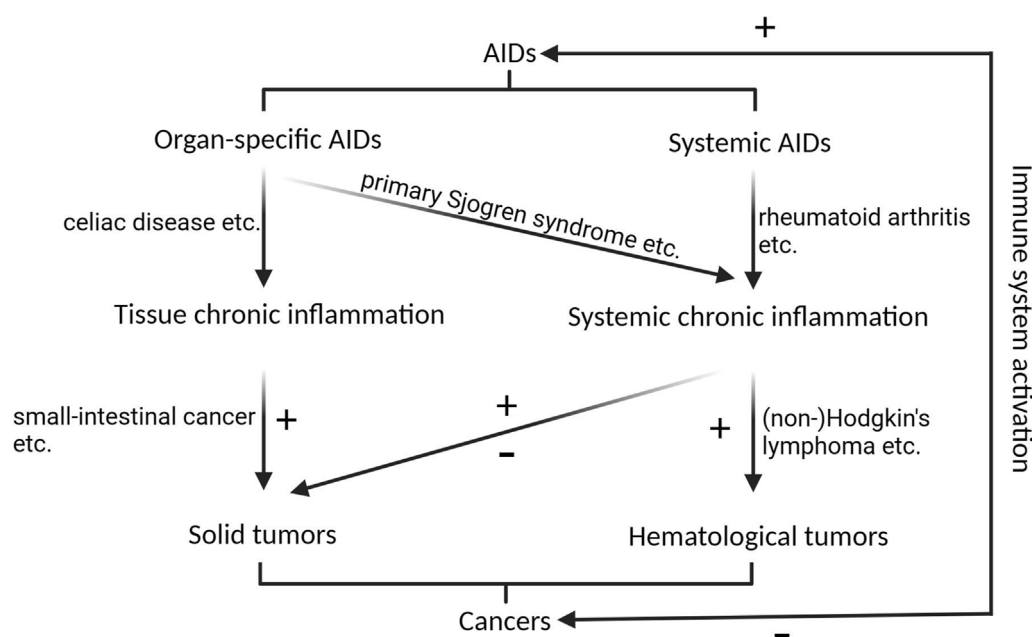 +
AIDs
Organ-specific AIDs
Systemic AIDs
primary Sjogren syndrome etc.
celiac disease etc.
rheumatoid arthritis
etc.
Immune system activation
Tissue chronic inflammation
Systemic chronic inflammation
small-intestinal cancer
etc.
+
+
-
+
(non-)Hodgkin's
lymphoma etc.
Solid tumors
Hematological tumors
Cancers
-